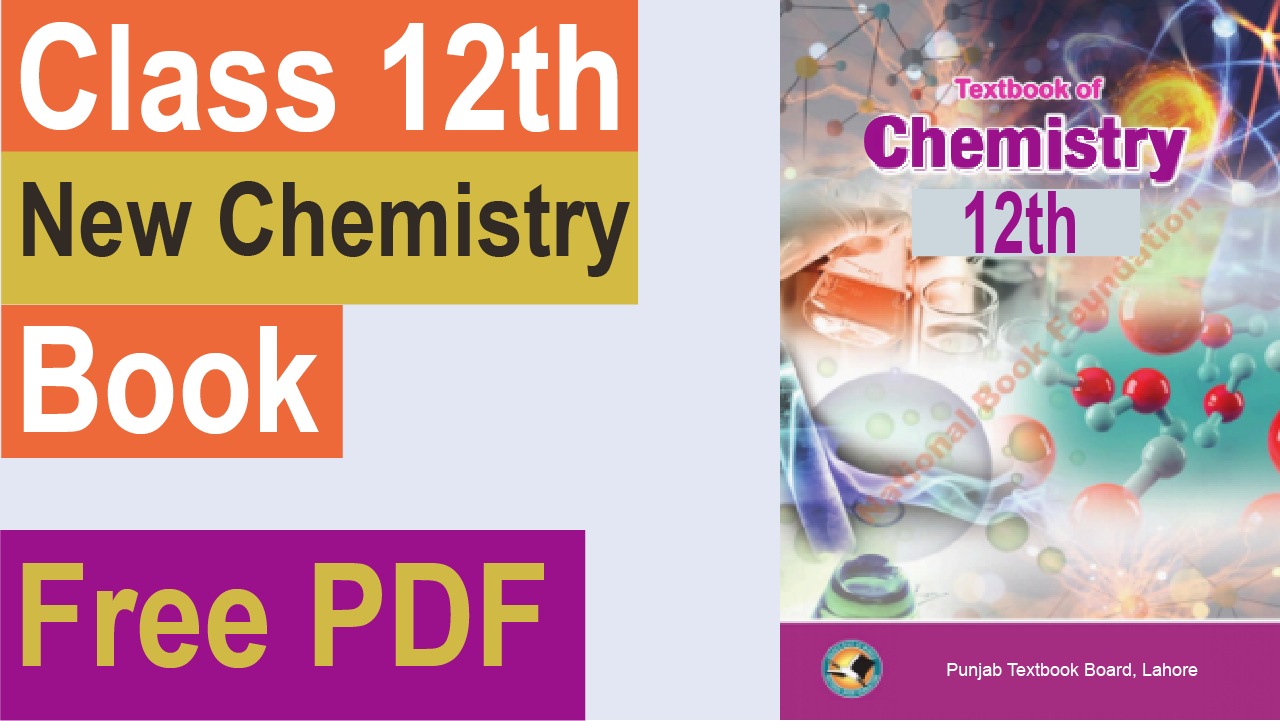 Class 12th
New Chemistry
Book
Free PDF
Textbook of
Chemistry
12th
National Book Foundation
Punjab Textbook Board, Lahore